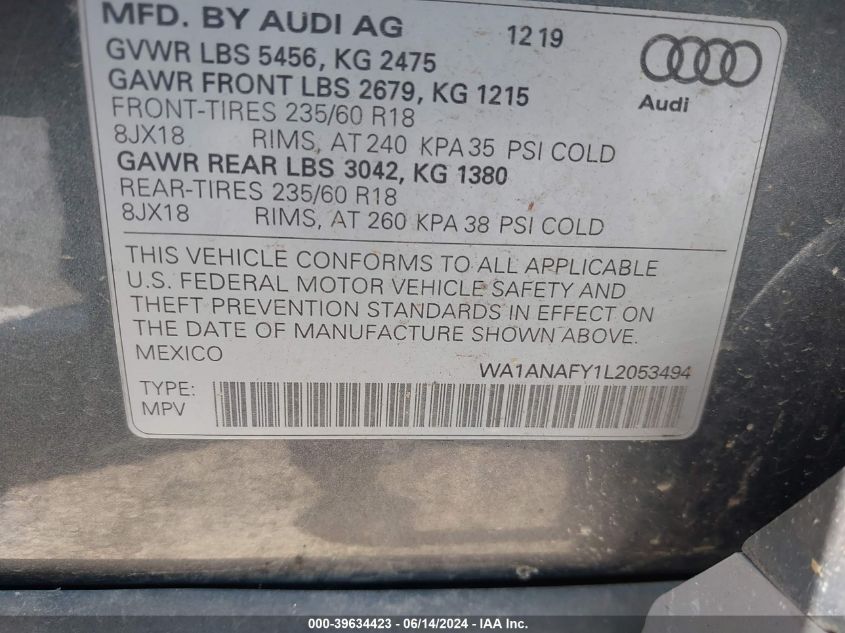 MFD. BY AUDI AG 12 19
GVWR LBS 5456, KG 2475
GAWR FRONT LBS 2679, KG 1215
Audi
FRONT-TIRES 235/60 R18
8JX18 RIMS, AT 240 KPA 35 PSI COLD
GAWR REAR LBS 3042, KG 1380
REAR-TIRES 235/60 R18
8JX18 RIMS, AT 260 KPA 38 PSI COLD
THIS VEHICLE CONFORMS TO ALL APPLICABLE
U.S. FEDERAL MOTOR VEHICLE SAFETY AND
THEFT PREVENTION STANDARDS IN EFFECT ON
THE DATE OF MANUFACTURE SHOWN ABOVE.
MEXICO
WA1ANAFY1L2053494
TYPE:
MPV
000-39634423 - 06/14/2024 - IAA Inc.